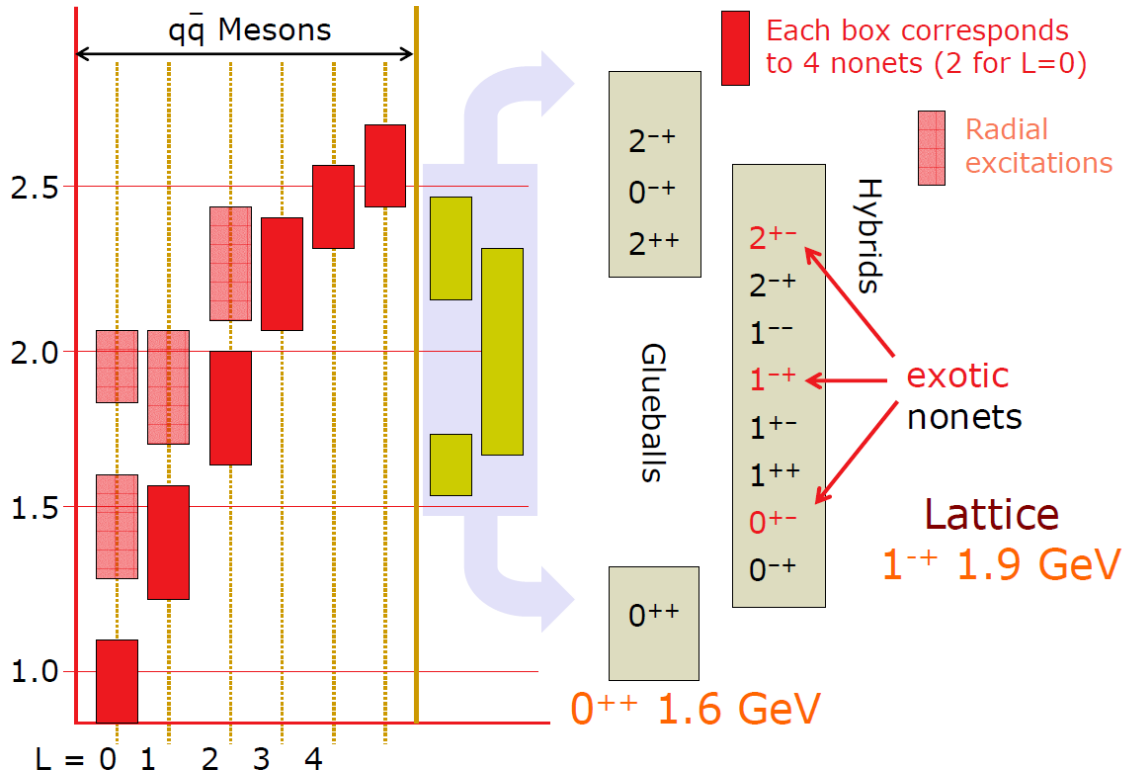 qq̄ Mesons
Each box corresponds
to 4 nonets (2 for L=0)
Radial
excitations
2.5
2.0
1.5
1.0
L = 0 1 2 3 4
2⁻⁺
0⁻⁺
2⁺⁺
Glueballs
0⁺⁺
0⁺⁺ 1.6 GeV
Hybrids
2⁺⁻
2⁻⁺
1⁻⁻
1⁻⁺
1⁺⁻
1⁺⁺
0⁺⁻
0⁻⁺
exotic
nonets
Lattice
1⁻⁺ 1.9 GeV